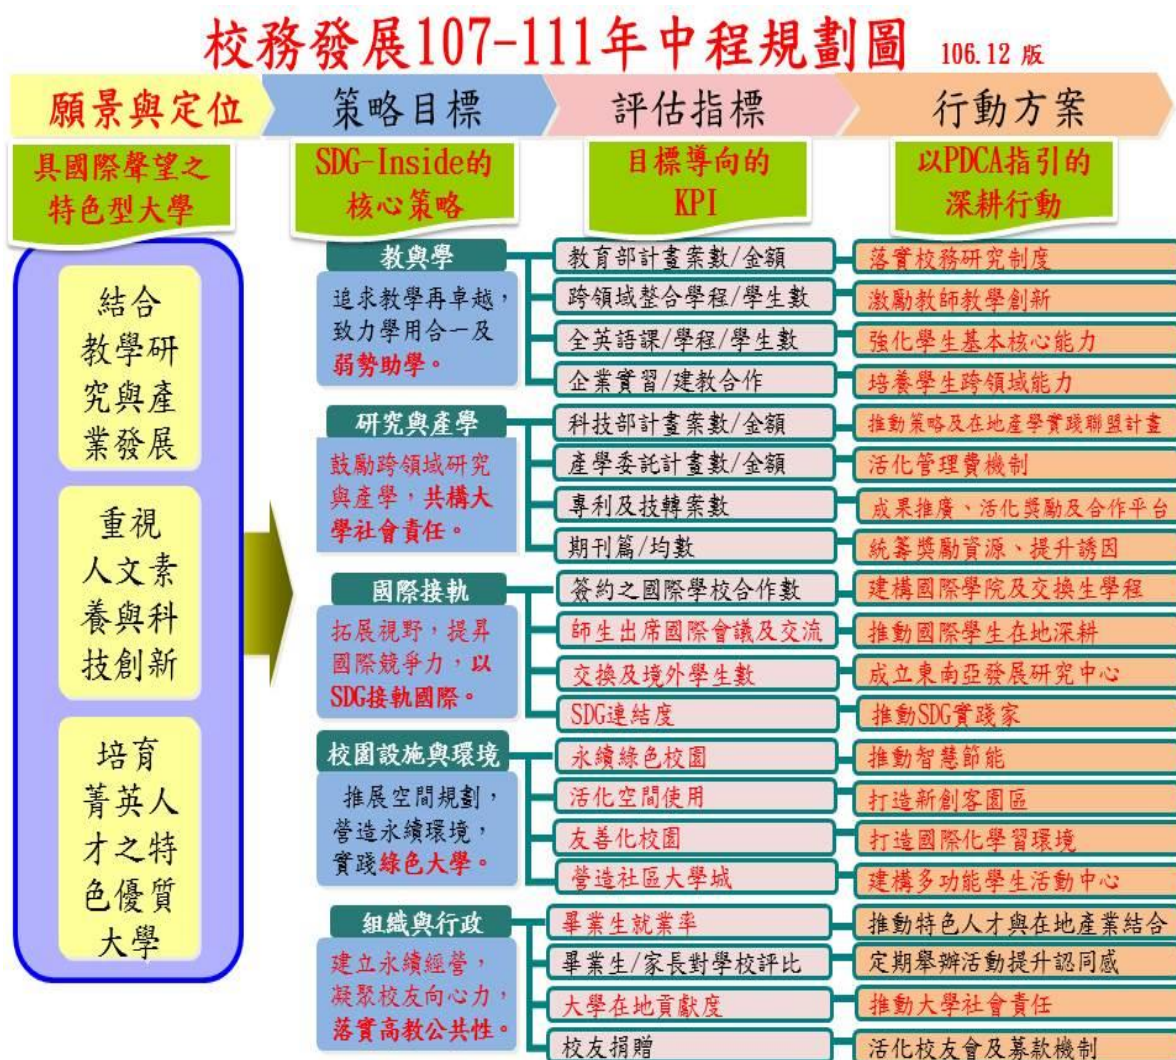 校務發展107-111年中程規劃圖 106.12 版
願景與定位
策略目標
評估指標
行動方案
具國際聲望之
特色型大學
SDG-Inside的
核心策略
目標導向的
KPI
以PDCA指引的
深耕行動
結合
教學研
究與產
業發展
重視
人文素
養與科
技創新
培育
菁英人
才之特
色優質
大學
教與學
追求教學再卓越，
致力學用合一及
弱勢助學。
教育部計畫案數/金額
落實校務研究制度
跨領域整合學程/學生數
激勵教師教學創新
全英語課/學程/學生數
強化學生基本核心能力
企業實習/建教合作
培養學生跨領域能力
研究與產學
鼓勵跨領域研究
與產學，共構大
學社會責任。
科技部計畫案數/金額
推動策略及在地產學實踐聯盟計畫
產學委託計畫數/金額
活化管理費機制
專利及技轉案數
成果推廣、活化獎勵及合作平台
期刊篇/均數
統籌獎勵資源、提升誘因
國際接軌
拓展視野，提昇
國際競爭力，以
SDG接軌國際。
簽約之國際學校合作數
建構國際學院及交換生學程
師生出席國際會議及交流
推動國際學生在地深耕
交換及境外學生數
成立東南亞發展研究中心
SDG連結度
推動SDG實踐家
校園設施與環境
推展空間規劃，
營造永續環境，
實踐綠色大學。
永續綠色校園
推動智慧節能
活化空間使用
打造新創客園區
友善化校園
打造國際化學習環境
營造社區大學城
建構多功能學生活動中心
組織與行政
建立永續經營，
凝聚校友向心力，
落實高教公共性。
畢業生就業率
推動特色人才與在地產業結合
畢業生/家長對學校評比
定期舉辦活動提升認同感
大學在地貢獻度
推動大學社會責任
校友捐贈
活化校友會及募款機制